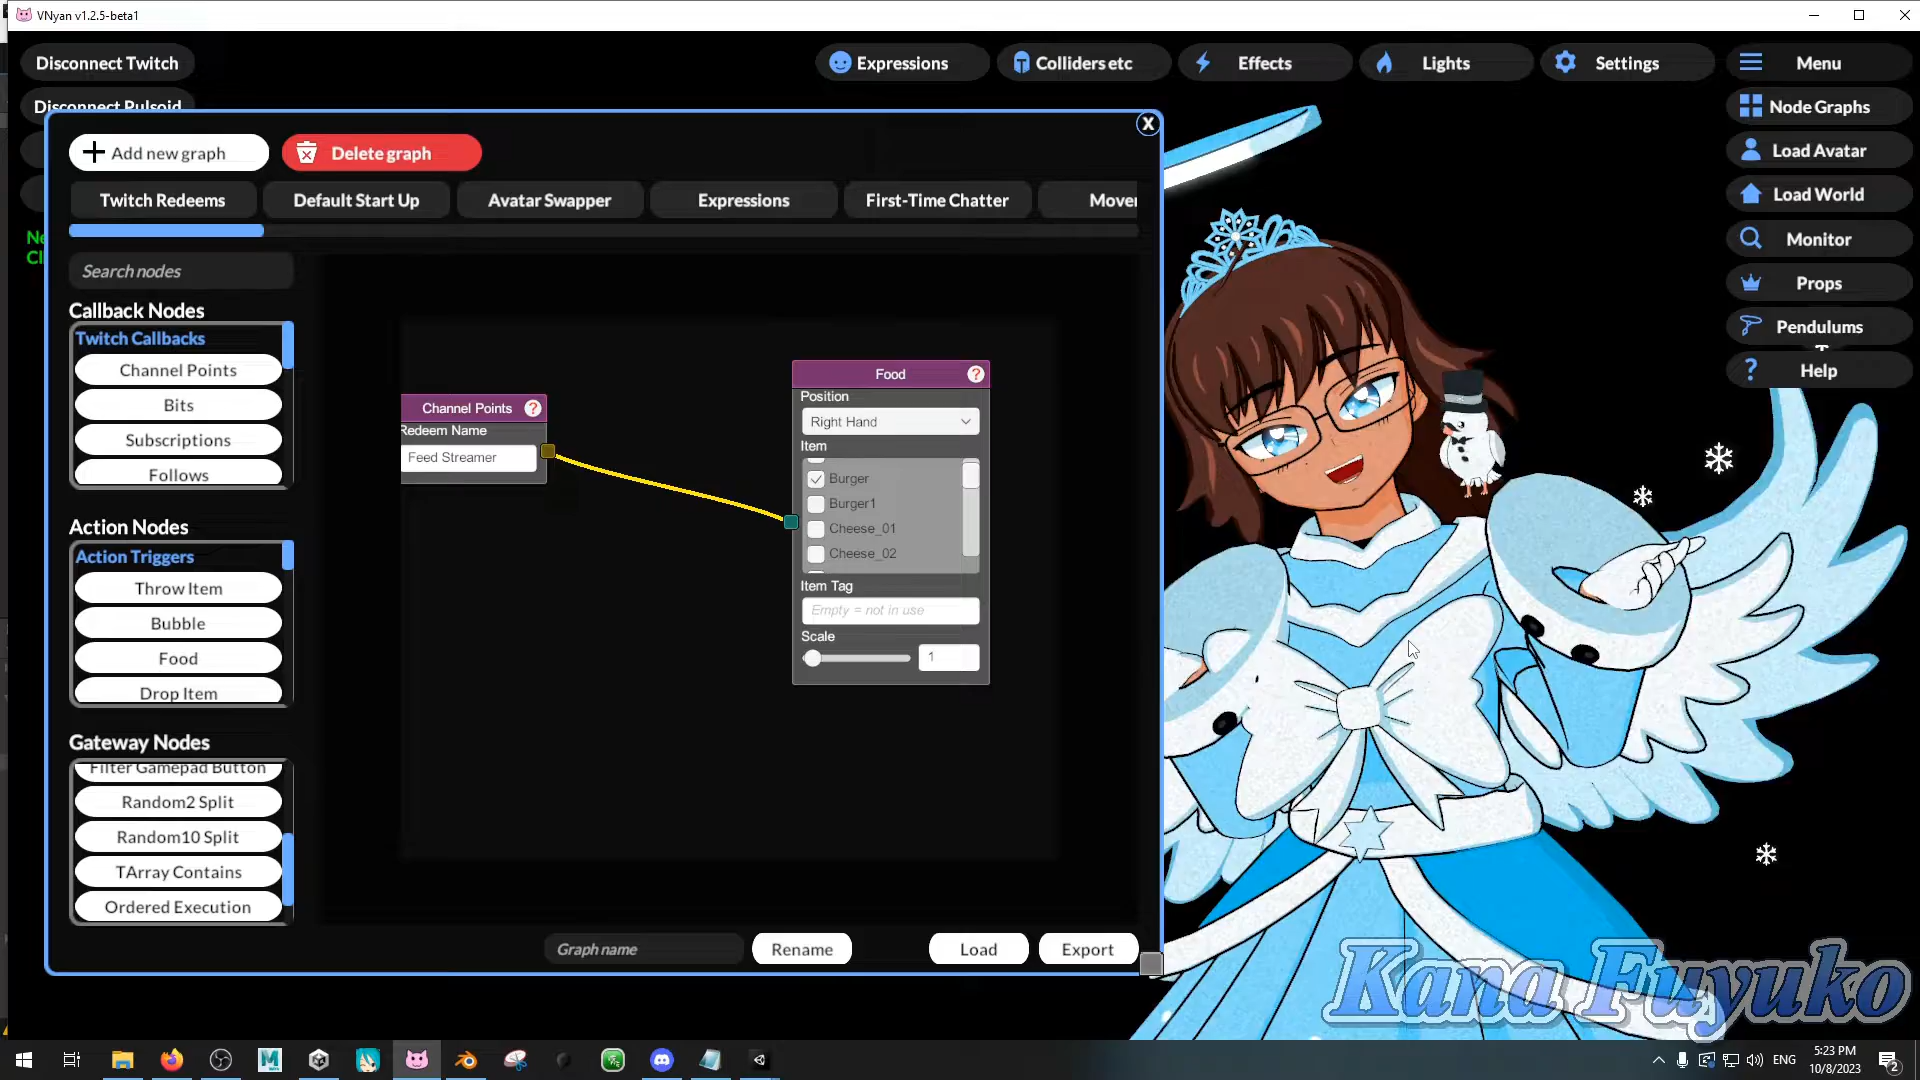 VNyan v1.2.5-beta1
Disconnect Twitch
Expressions
Colliders etc
Effects
Lights
Settings
Menu
Disconnect Pulsoid
Node Graphs
Load Avatar
Load World
Monitor
Props
Pendulums
Help
X
Add new graph
Delete graph
Twitch Redeems
Default Start Up
Avatar Swapper
Expressions
First-Time Chatter
Mover
Search nodes
Callback Nodes
Twitch Callbacks
Channel Points
Bits
Subscriptions
Follows
Action Nodes
Action Triggers
Throw Item
Bubble
Food
Drop Item
Gateway Nodes
Filter Gamepad Button
Random2 Split
Random10 Split
TArray Contains
Ordered Execution
Channel Points ?
Redeem Name
Feed Streamer
Food ?
Position
Right Hand
Item
Burger
Burger1
Cheese_01
Cheese_02
Item Tag
Empty = not in use
Scale
1
Graph name
Rename
Load
Export
Kana Fuyuko
ENG
5:23 PM
10/8/2023
2